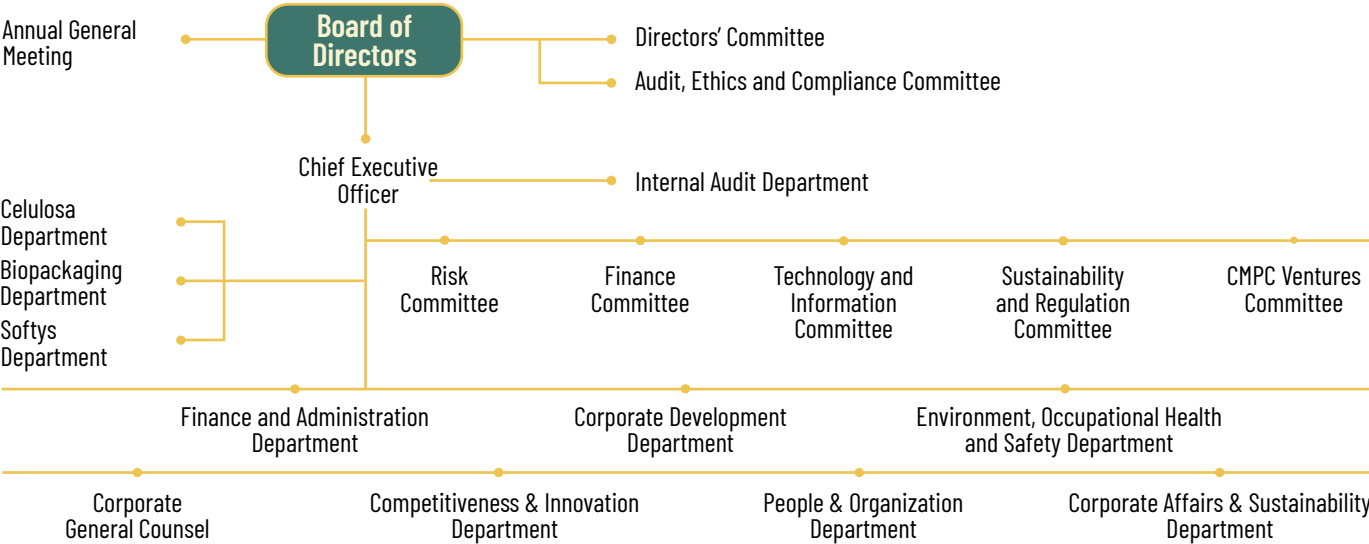 Annual General
Meeting
Board of
Directors
Directors’ Committee
Audit, Ethics and Compliance Committee
Chief Executive
Officer
Internal Audit Department
Celulosa
Department
Biopackaging
Department
Softys
Department
Risk
Committee
Finance
Committee
Technology and
Information
Committee
Sustainability
and Regulation
Committee
CMPC Ventures
Committee
Finance and Administration
Department
Corporate Development
Department
Environment, Occupational Health
and Safety Department
Corporate
General Counsel
Competitiveness & Innovation
Department
People & Organization
Department
Corporate Affairs & Sustainability
Department